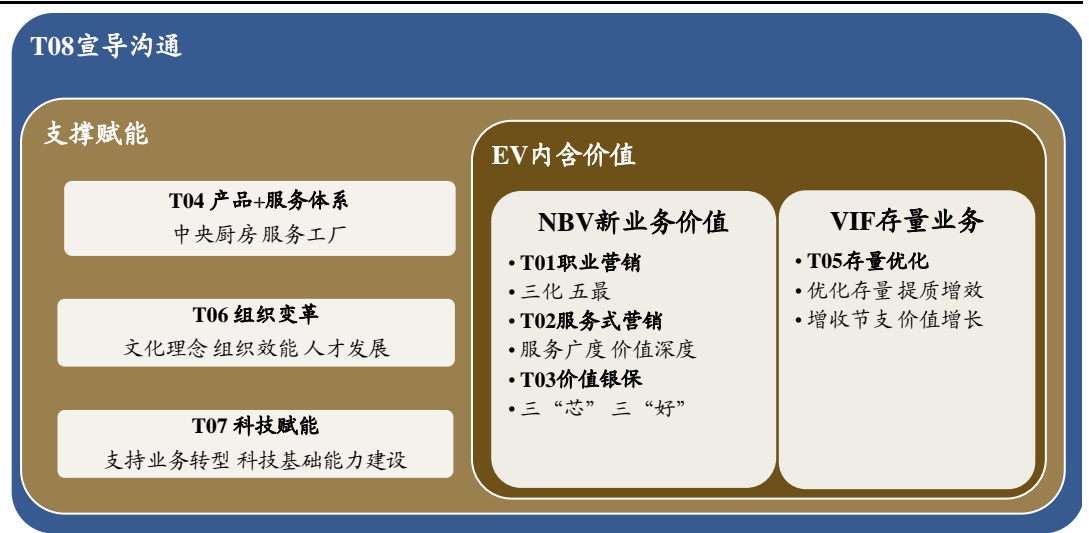 T08宣导沟通
支撑赋能
T04 产品+服务体系
中央厨房 服务工厂
T06 组织变革
文化理念 组织效能 人才发展
T07 科技赋能
支持业务转型 科技基础能力建设
EV内含价值
NBV新业务价值
• T01职业营销
• 三化 五最
• T02服务式营销
• 服务广度 价值深度
• T03价值银保
• 三“芯” 三“好”
VIF存量业务
• T05存量优化
• 优化存量 提质增效
• 增收节支 价值增长